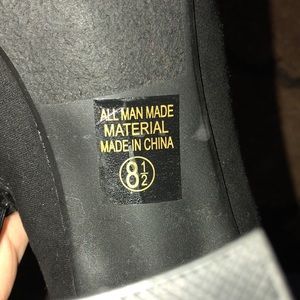 ALL MAN MADE
MATERIAL
MADE IN CHINA
8 1/2